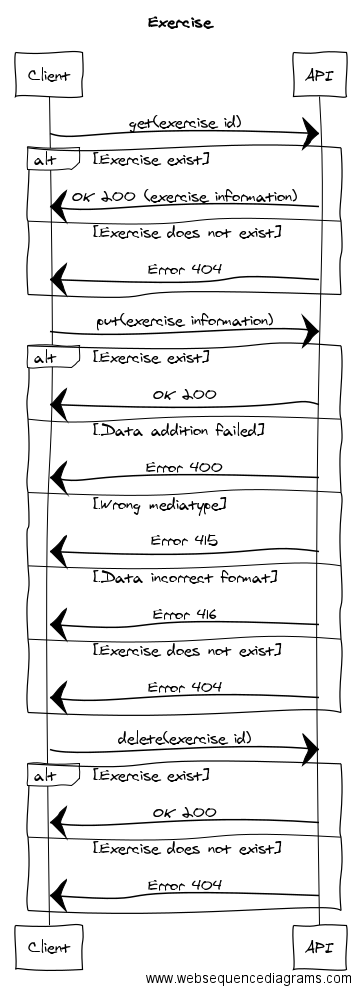 Exercise
Client API
get(exercise id)
alt [Exercise exist]
OK 200 (exercise information)
[Exercise does not exist]
Error 404
put(exercise information)
alt [Exercise exist]
OK 200
[Data addition failed]
Error 400
[Wrong mediatype]
Error 415
[Data incorrect format]
Error 416
[Exercise does not exist]
Error 404
delete(exercise id)
alt [Exercise exist]
OK 200
[Exercise does not exist]
Error 404
Client API
www.websequencediagrams.com